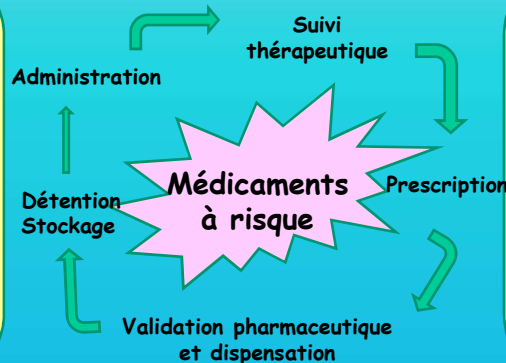 Suivi
thérapeutique
Administration
Médicaments
à risque
Prescription
Détention
Stockage
Validation pharmaceutique
et dispensation